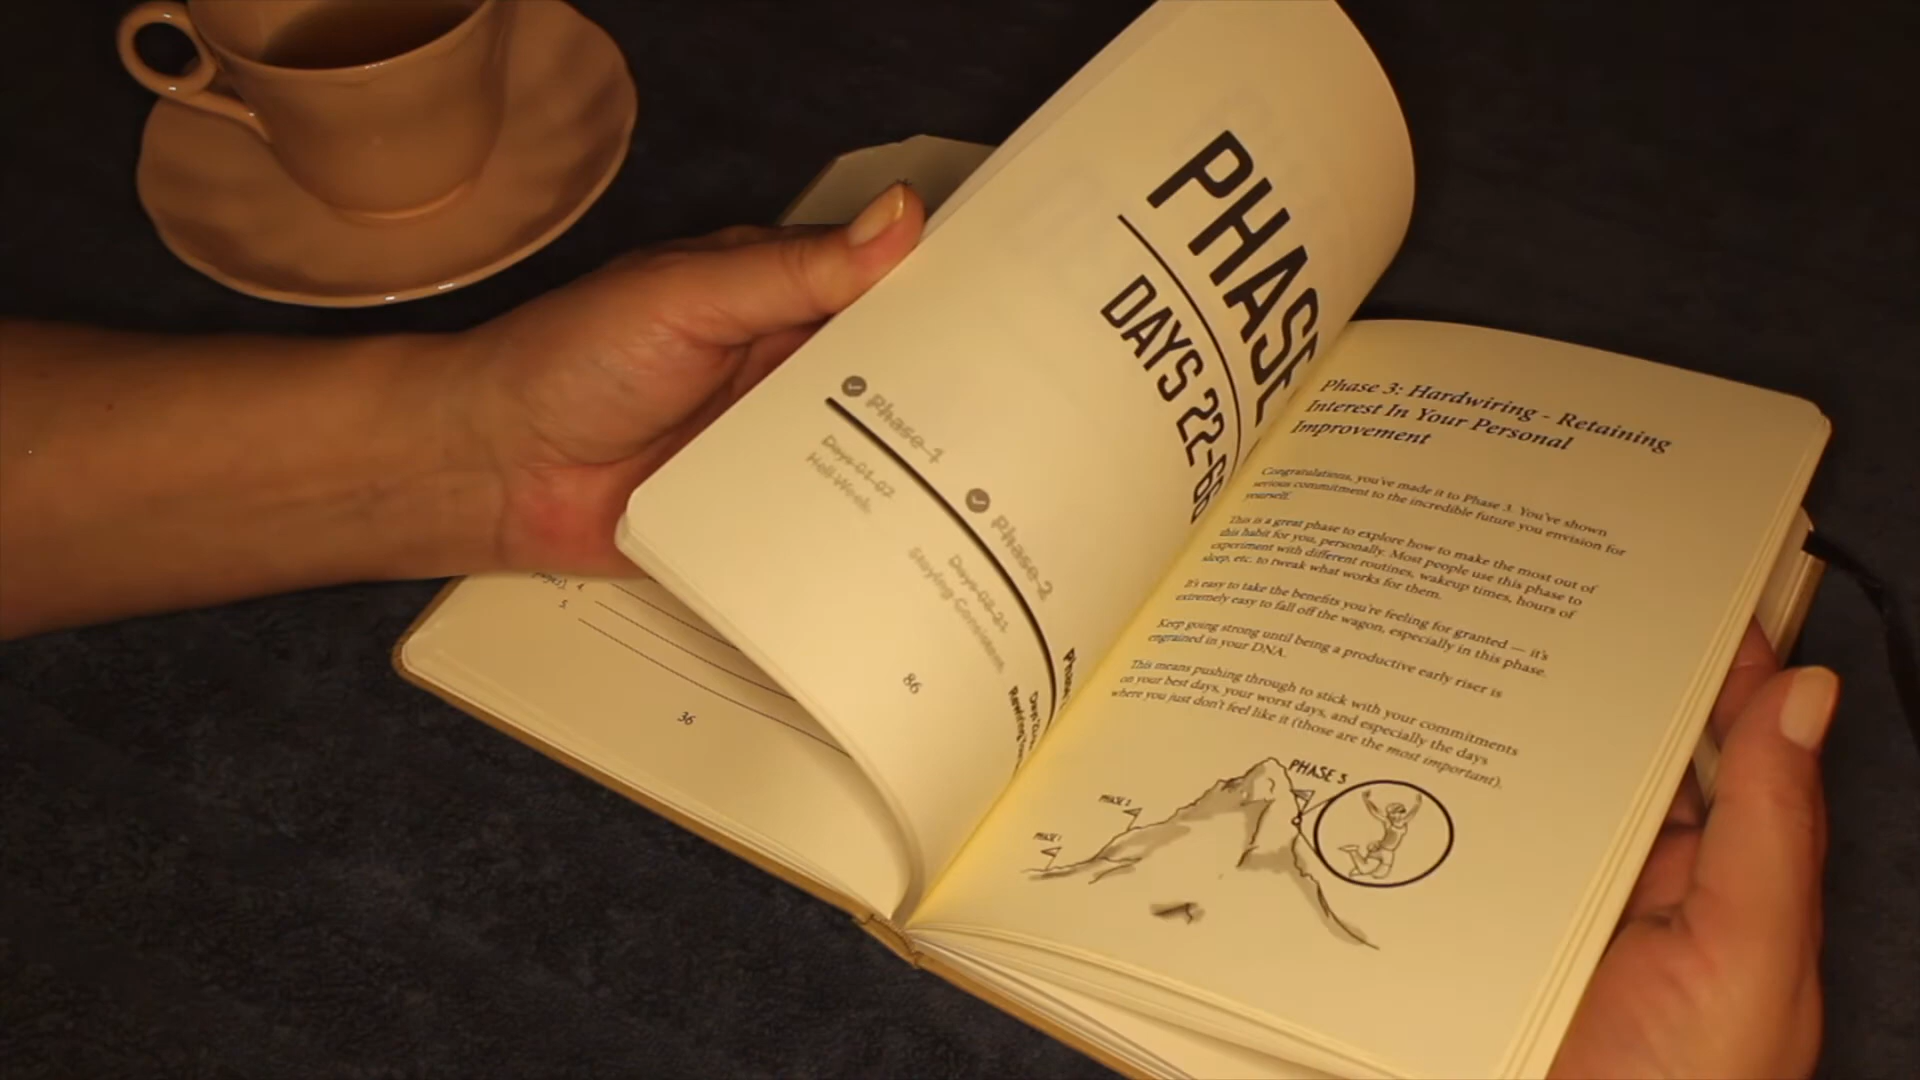 PHASE
DAYS 22-66
Phase 1
Days 01-07
Hell Week
Phase 2
Days 08-21
Staying Consistent
86
4.
5.
36
Phase 3: Hardwiring - Retaining
Interest In Your Personal
Improvement
Congratulations, you've made it to Phase 3. You've shown
serious commitment to the incredible future you envision for
yourself.
This is a great phase to explore how to make the most out of
this habit for you, personally. Most people use this phase to
experiment with different routines, wakeup times, hours of
sleep, etc. to tweak what works for them.
It's easy to take the benefits you're feeling for granted — it's
extremely easy to fall off the wagon, especially in this phase.
Keep going strong until being a productive early riser is
engrained in your DNA.
This means pushing through to stick with your commitments
on your best days, your worst days, and especially the days
where you just don't feel like it (those are the most important).
PHASE 3
PHASE 2
PHASE 1